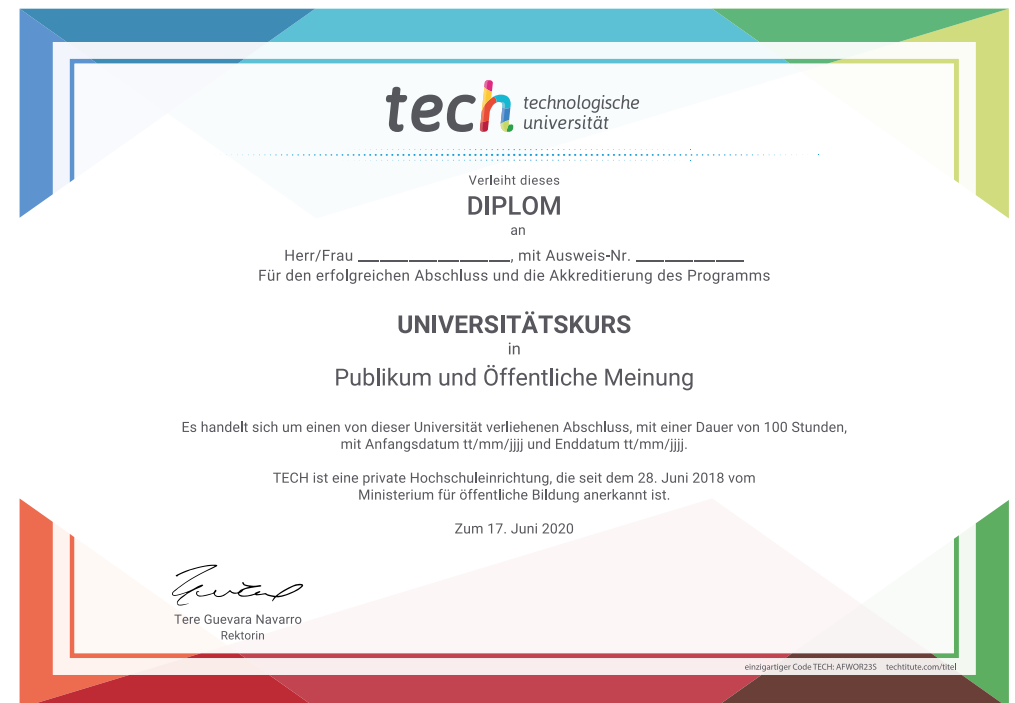 tech technologische
universität
Verleiht dieses
DIPLOM
an
Herr/Frau ____________________, mit Ausweis-Nr. ______________
Für den erfolgreichen Abschluss und die Akkreditierung des Programms
UNIVERSITÄTSKURS
in
Publikum und Öffentliche Meinung
Es handelt sich um einen von dieser Universität verliehenen Abschluss, mit einer Dauer von 100 Stunden,
mit Anfangsdatum tt/mm/jjjj und Enddatum tt/mm/jjjj.
TECH ist eine private Hochschuleinrichtung, die seit dem 28. Juni 2018 vom
Ministerium für öffentliche Bildung anerkannt ist.
Zum 17. Juni 2020
Tere Guevara Navarro
Rektorin
einzigartiger Code TECH: AFWOR23S techtitute.com/titel